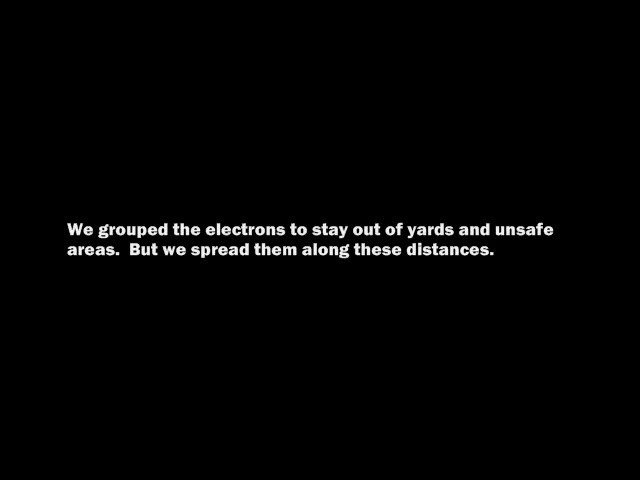 We grouped the electrons to stay out of yards and unsafe
areas.  But we spread them along these distances.